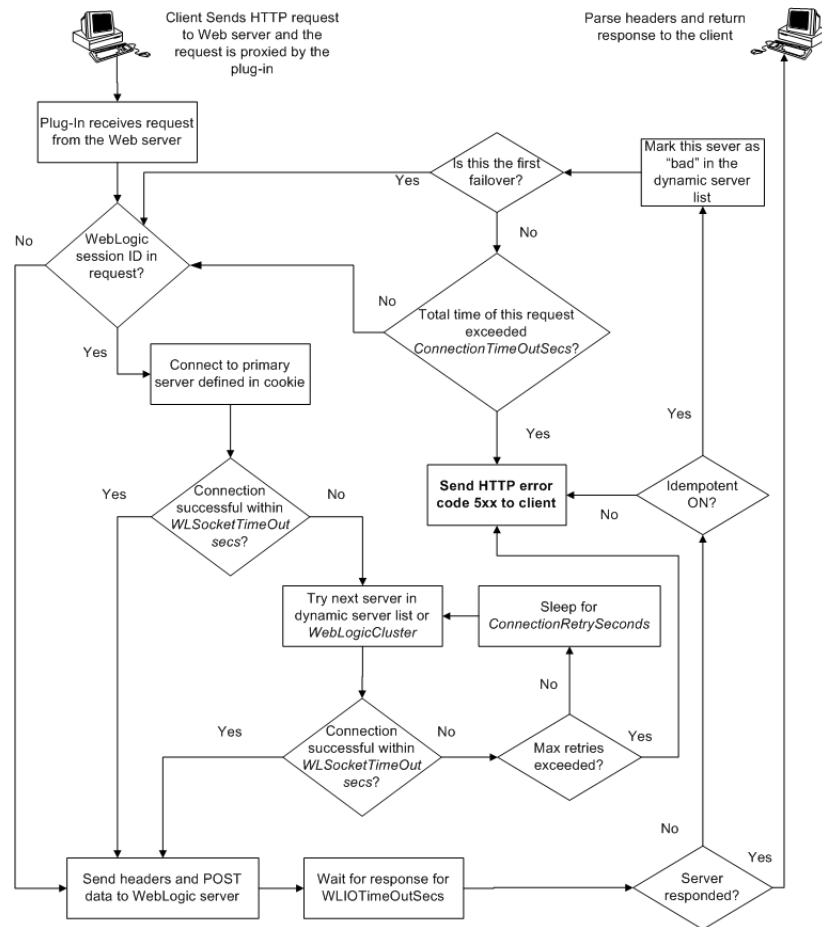 Client Sends HTTP request
to Web server and the
request is proxied by the
plug-in
Parse headers and return
response to the client
Plug-In receives request
from the Web server
Is this the first
failover?
Mark this sever as
“bad” in the
dynamic server
list
Yes
No
No
WebLogic
session ID in
request?
No
Total time of this request
exceeded
ConnectionTimeOutSecs?
Yes
Connect to primary
server defined in cookie
Yes
Yes
Yes
Connection
successful within
WLSocketTimeOut
secs?
No
Send HTTP error
code 5xx to client
No
Idempotent
ON?
Try next server in
dynamic server list or
WebLogicCluster
Sleep for
ConnectionRetrySeconds
No
Yes
Connection
successful within
WLSocketTimeOut
secs?
No
Max retries
exceeded?
Yes
No
Yes
Send headers and POST
data to WebLogic server
Wait for response for
WLIOTimeOutSecs
Server
responded?